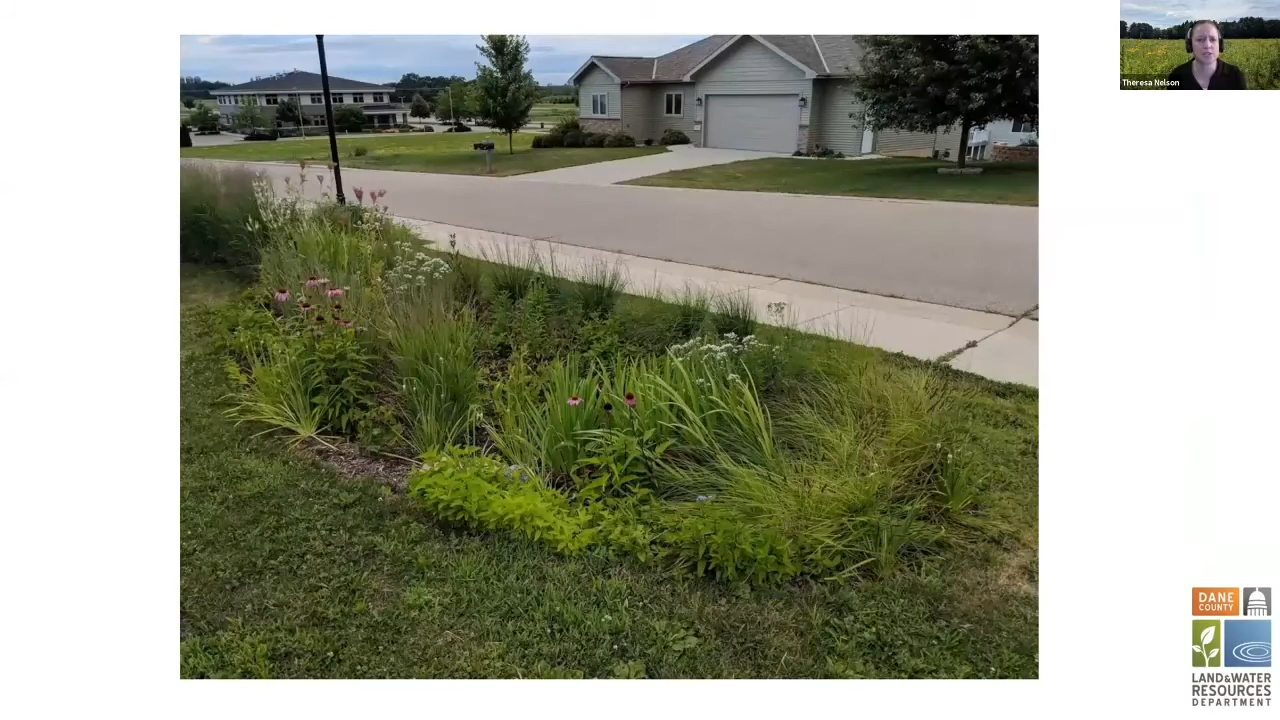 Theresa Nelson
DANE
COUNTY
LAND & WATER
RESOURCES
DEPARTMENT